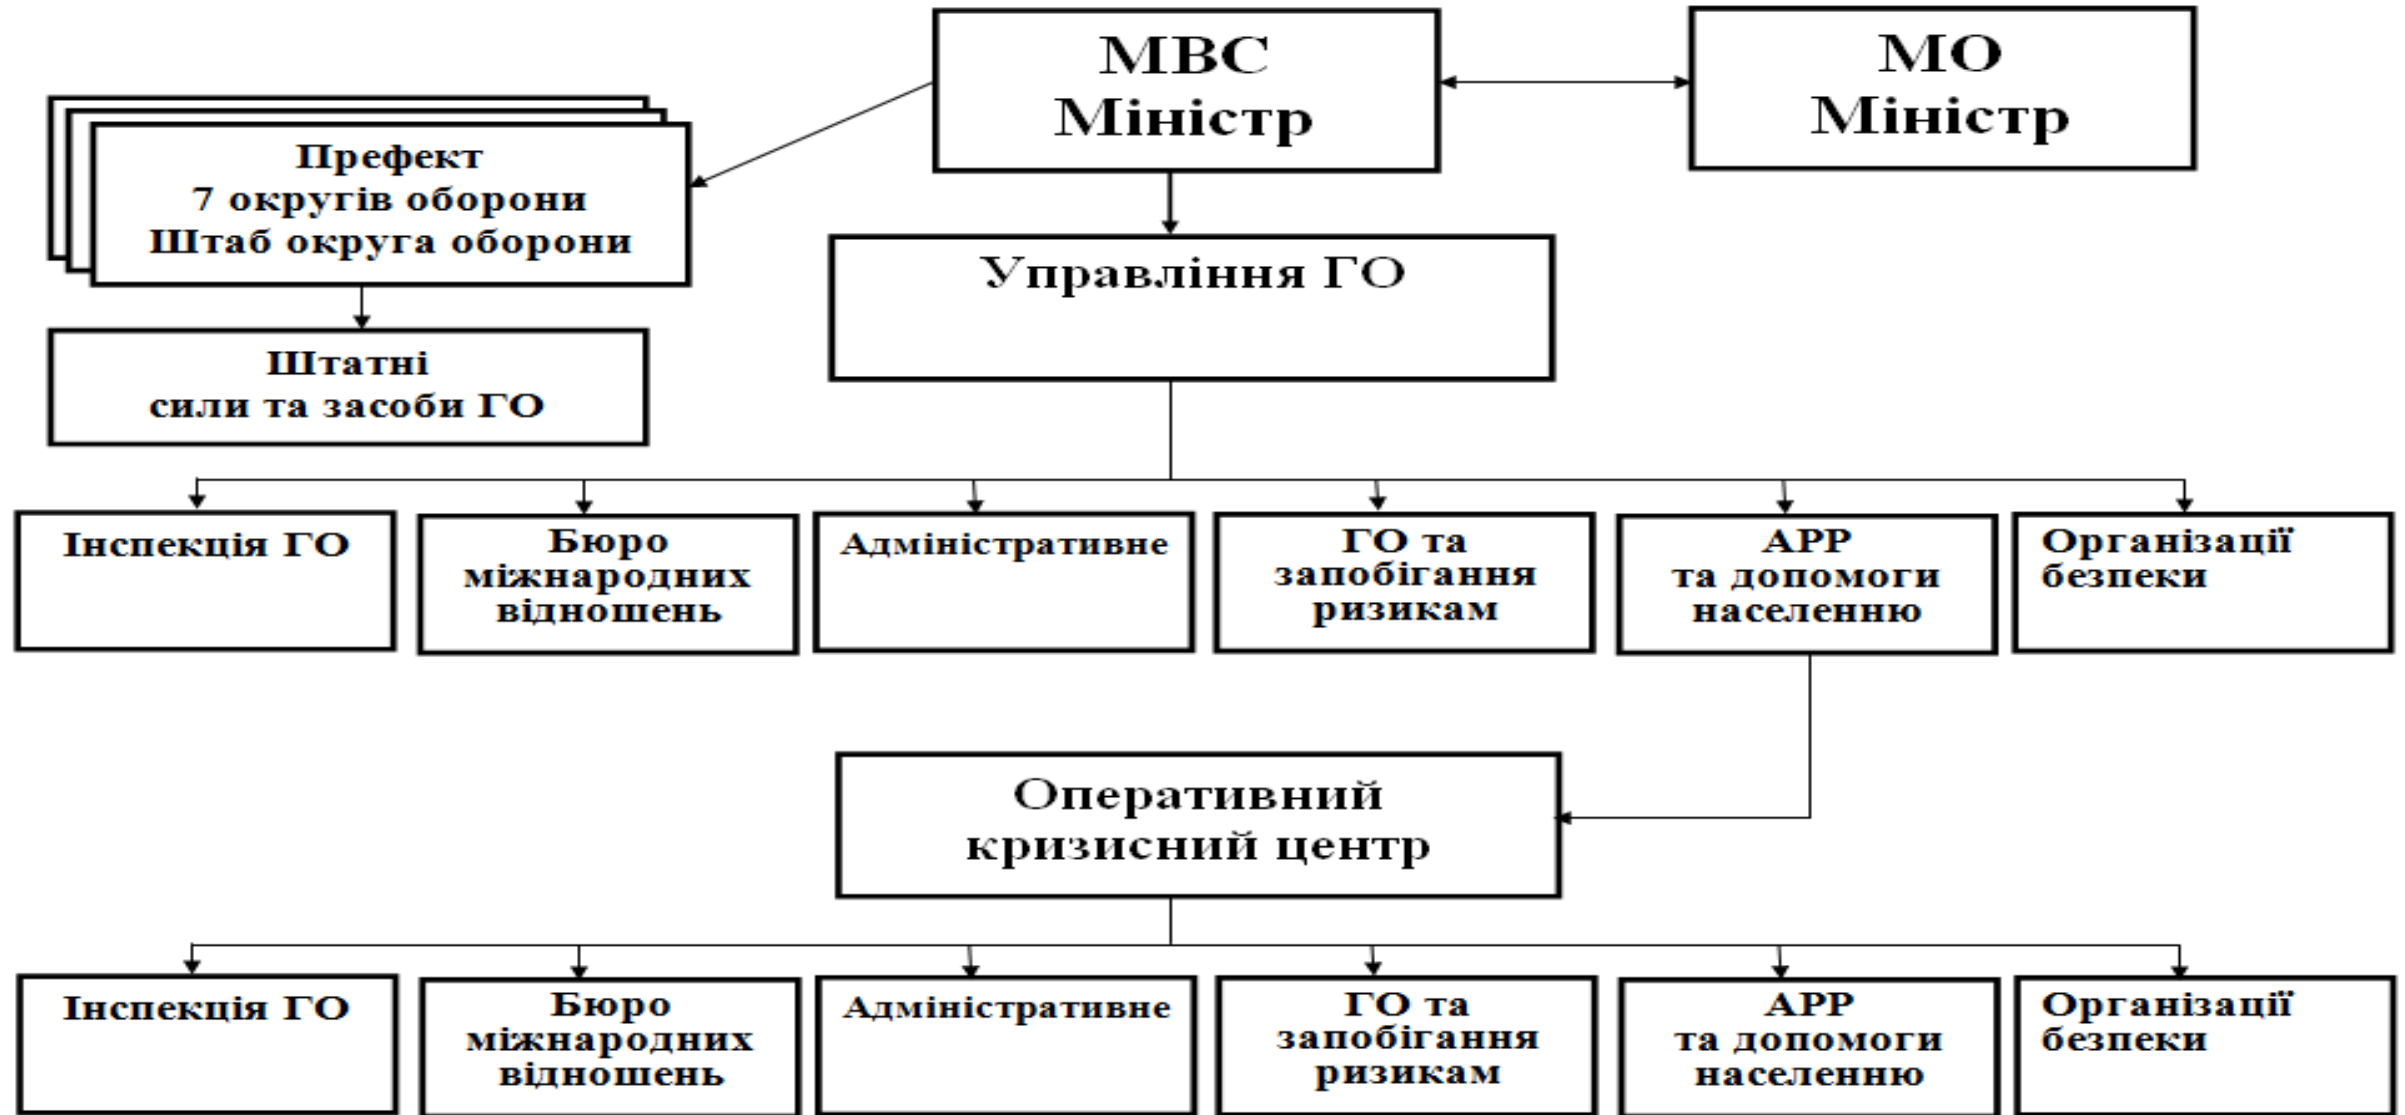 МВС
Міністр
МО
Міністр
Префект
7 округів оборони
Штаб округа оборони
Управління ГО
Штатні
сили та засоби ГО
Інспекція ГО
Бюро
міжнародних
відношень
Адміністративне
ГО та
запобігання
ризикам
АРР
та допомоги
населенню
Організації
безпеки
Оперативний
кризисний центр
Інспекція ГО
Бюро
міжнародних
відношень
Адміністративне
ГО та
запобігання
ризикам
АРР
та допомоги
населенню
Організації
безпеки